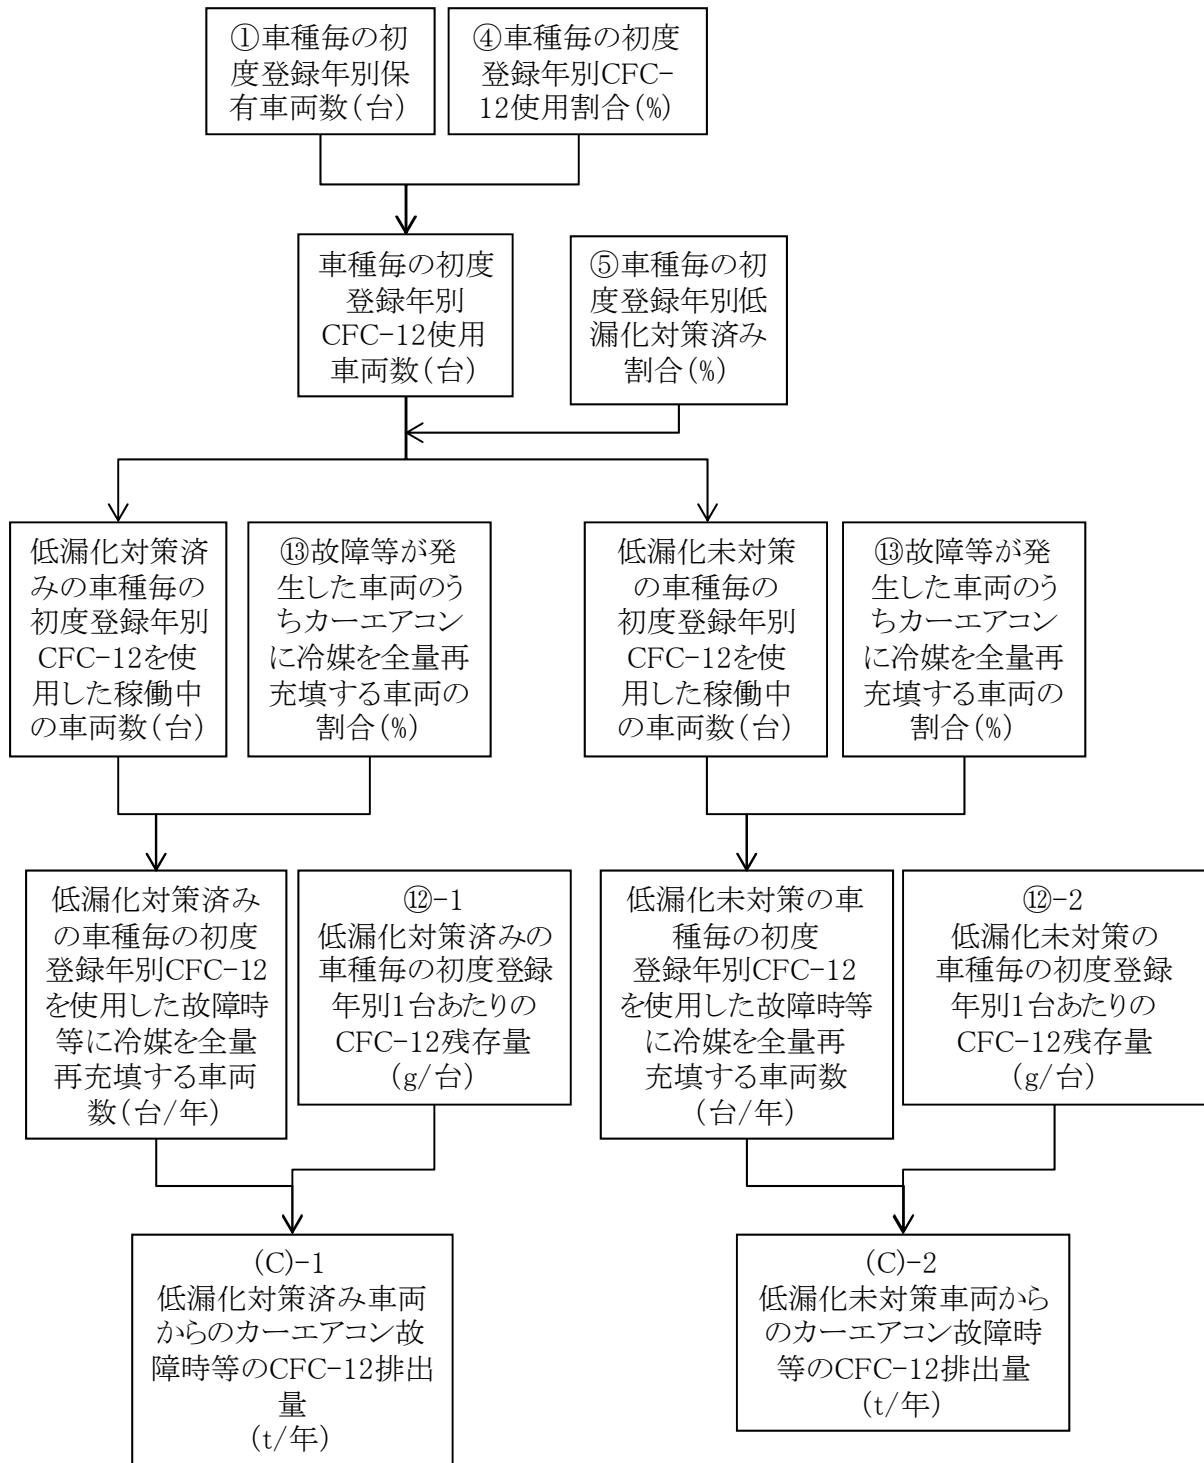 ①車種毎の初
度登録年別保
有車両数(台)
④車種毎の初度
登録年別CFC-
12使用割合(%)
車種毎の初度
登録年別
CFC-12使用
車両数(台)
⑤車種毎の初
度登録年別低
漏化対策済み
割合(%)
低漏化対策済
みの車種毎の
初度登録年別
CFC-12を使
用した稼働中
の車両数(台)
⑬故障等が発
生した車両のう
ちカーエアコン
に冷媒を全量再
充填する車両の
割合(%)
低漏化未対策
の車種毎の
初度登録年別
CFC-12を使
用した稼働中
の車両数(台)
⑬故障等が発
生した車両のう
ちカーエアコン
に冷媒を全量再
充填する車両の
割合(%)
低漏化対策済み
の車種毎の初度
登録年別CFC-12
を使用した故障時
等に冷媒を全量
再充填する車両
数(台/年)
⑫-1
低漏化対策済みの
車種毎の初度登録
年別1台あたりの
CFC-12残存量
(g/台)
低漏化未対策の車
種毎の初度
登録年別CFC-12
を使用した故障時等
に冷媒を全量再
充填する車両数
(台/年)
⑫-2
低漏化未対策の
車種毎の初度登録
年別1台あたりの
CFC-12残存量
(g/台)
(C)-1
低漏化対策済み車両
からのカーエアコン故
障時等のCFC-12排出
量
(t/年)
(C)-2
低漏化未対策車両から
のカーエアコン故障時
等のCFC-12排出量
(t/年)